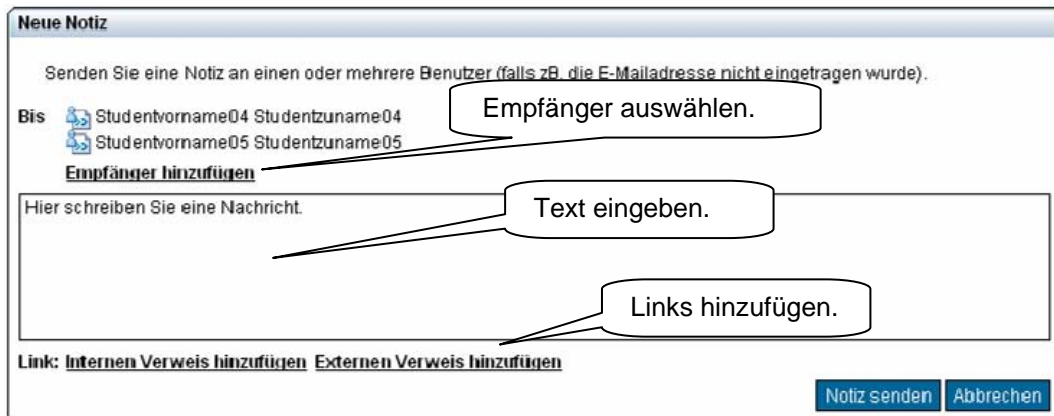 Neue Notiz
Senden Sie eine Notiz an einen oder mehrere Benutzer (falls zB. die E-Mailadresse nicht eingetragen wurde).
Empfänger auswählen.
Bis Studentvorname04 Studentzuname04
Studentvorname05 Studentzuname05
Empfänger hinzufügen
Hier schreiben Sie eine Nachricht.
Text eingeben.
Links hinzufügen.
Link: Internen Verweis hinzufügen Externen Verweis hinzufügen
Notiz senden Abbrechen